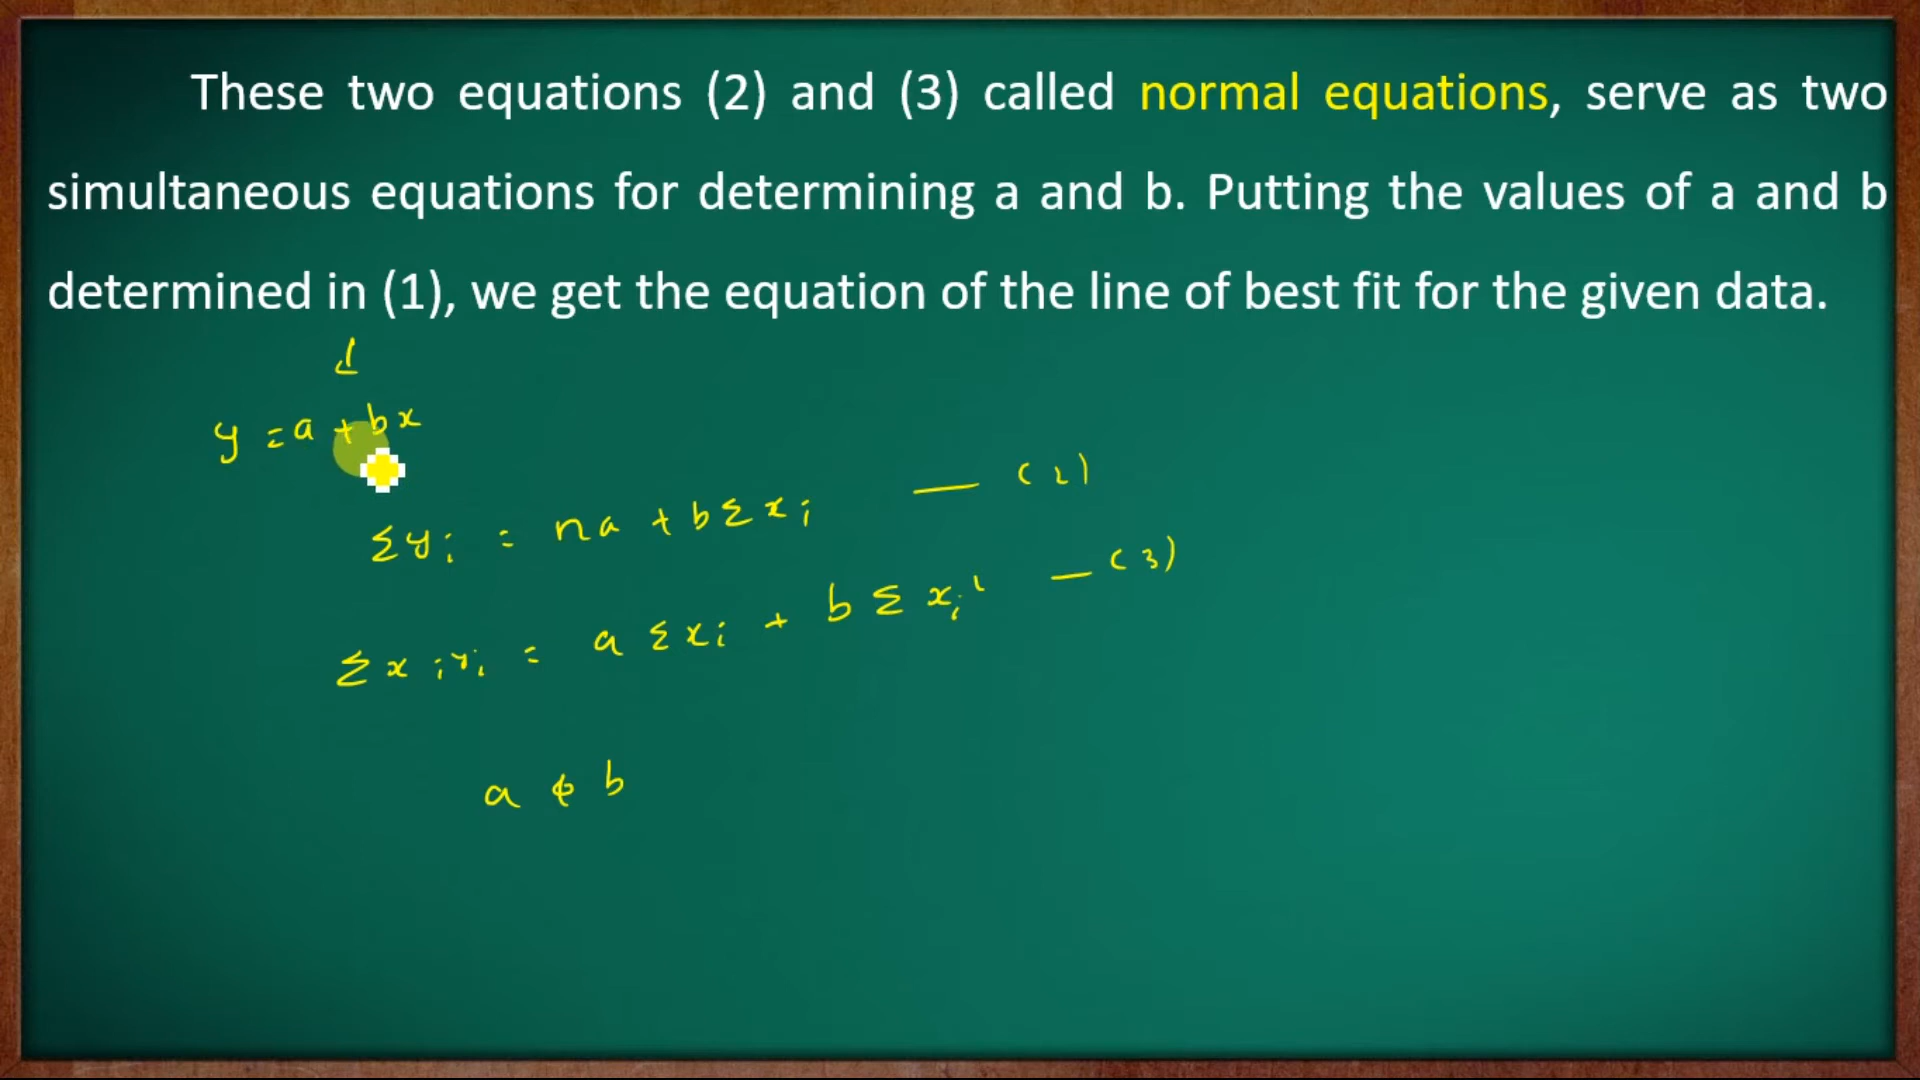 These two equations (2) and (3) called normal equations, serve as two
simultaneous equations for determining a and b. Putting the values of a and b
determined in (1), we get the equation of the line of best fit for the given data.
y = a + bx
Σyᵢ = na + bΣxᵢ — (2)
Σxᵢyᵢ = aΣxᵢ + bΣxᵢ² — (3)
a & b